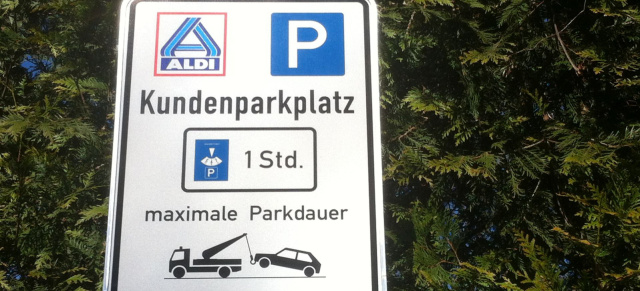 ALDI P
Kundenparkplatz
P 1 Std.
maximale Parkdauer